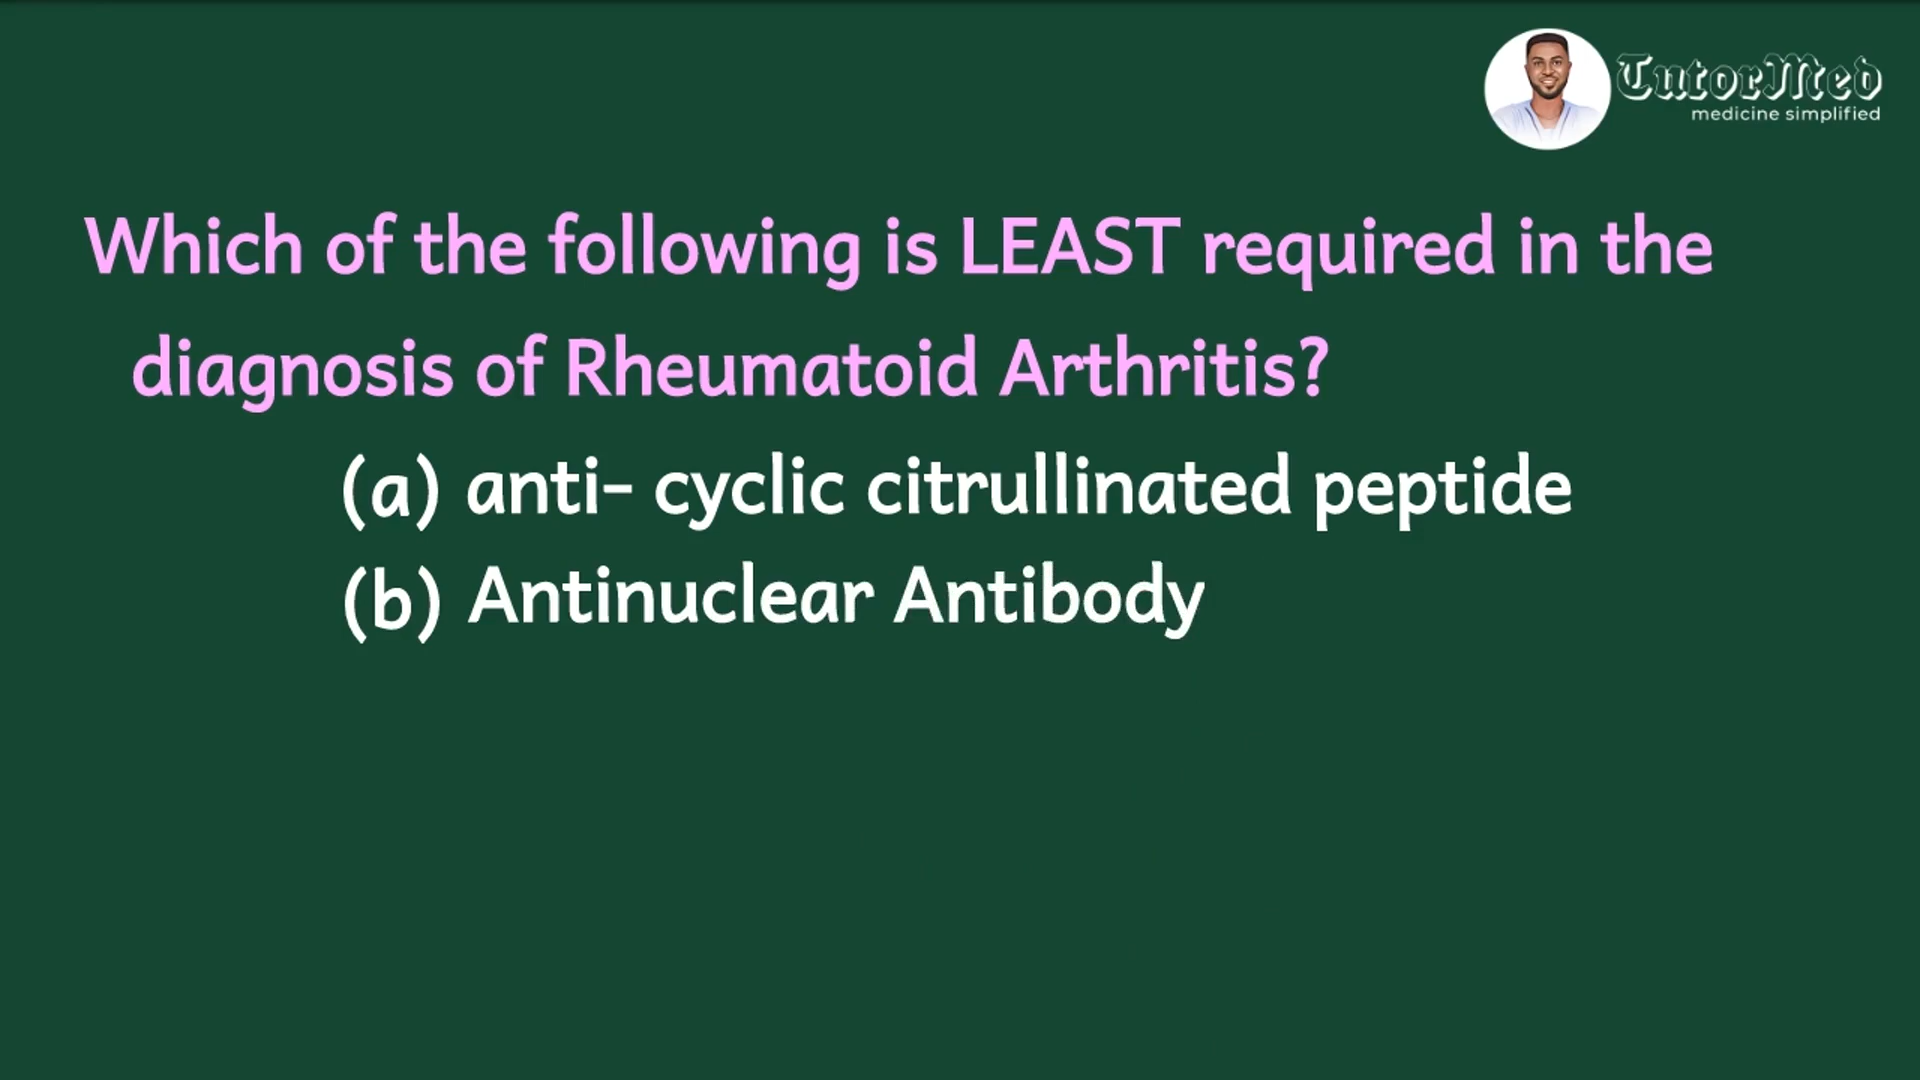 TutorMed
medicine simplified
Which of the following is LEAST required in the
diagnosis of Rheumatoid Arthritis?
(a) anti- cyclic citrullinated peptide
(b) Antinuclear Antibody